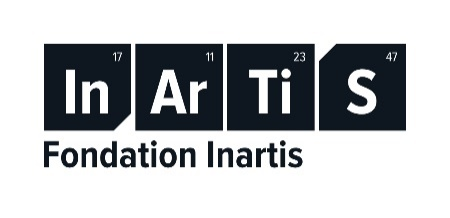 17 11 23 47
In Ar Ti S
Fondation Inartis